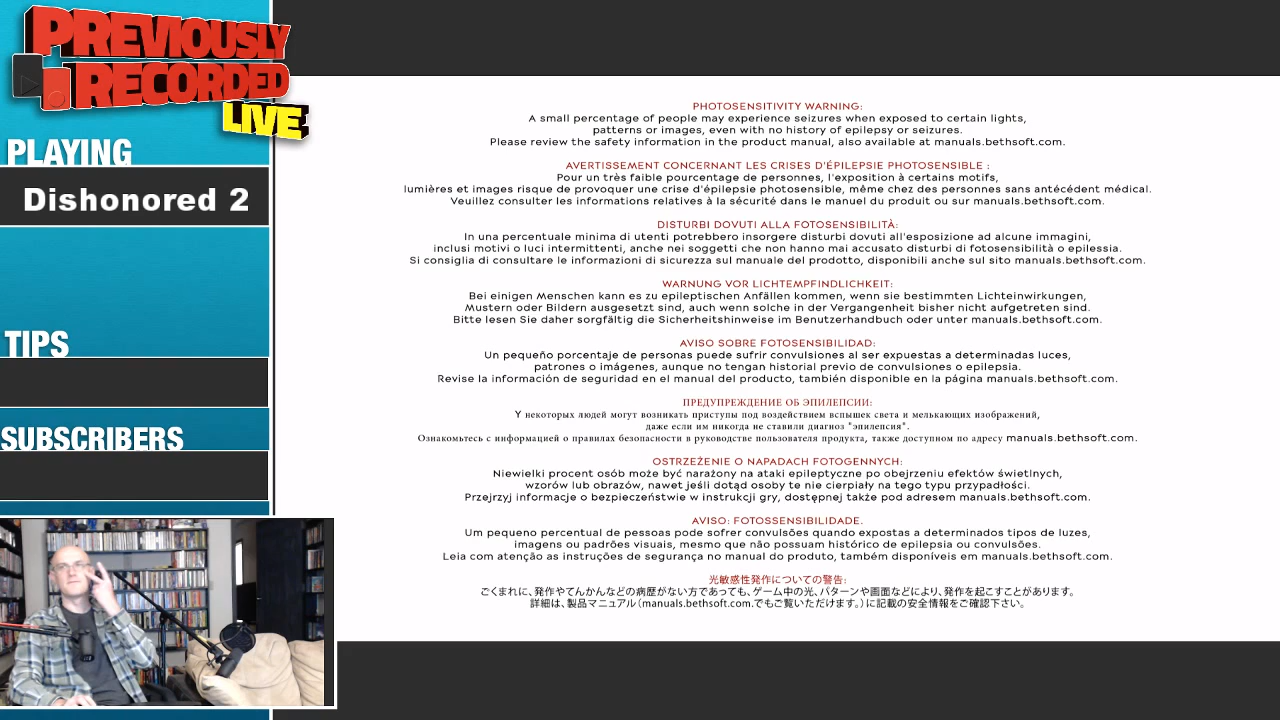 PREVIOUSLY
RECORDED
LIVE
PLAYING
Dishonored 2
TIPS
SUBSCRIBERS
PHOTOSENSITIVITY WARNING:
A small percentage of people may experience seizures when exposed to certain lights,
patterns or images, even with no history of epilepsy or seizures.
Please review the safety information in the product manual, also available at manuals.bethsoft.com.
AVERTISSEMENT CONCERNANT LES CRISES D'ÉPILEPSIE PHOTOSENSIBLE :
Pour un très faible pourcentage de personnes, l'exposition à certains motifs,
lumières et images risque de provoquer une crise d'épilepsie photosensible, même chez des personnes sans antécédent médical.
Veuillez consulter les informations relatives à la sécurité dans le manuel du produit ou sur manuals.bethsoft.com.
DISTURBI DOVUTI ALLA FOTOSENSIBILITÀ:
In una percentuale minima di utenti potrebbero insorgere disturbi dovuti all'esposizione ad alcune immagini,
inclusi motivi o luci intermittenti, anche nei soggetti che non hanno mai accusato disturbi di fotosensibilità o epilessia.
Si consiglia di consultare le informazioni di sicurezza sul manuale del prodotto, disponibili anche sul sito manuals.bethsoft.com.
WARNUNG VOR LICHTEMPFINDLICHKEIT:
Bei einigen Menschen kann es zu epileptischen Anfällen kommen, wenn sie bestimmten Lichteinwirkungen,
Mustern oder Bildern ausgesetzt sind, auch wenn solche in der Vergangenheit bisher nicht aufgetreten sind.
Bitte lesen Sie daher sorgfältig die Sicherheitshinweise im Benutzerhandbuch oder unter manuals.bethsoft.com.
AVISO SOBRE FOTOSENSIBILIDAD:
Un pequeño porcentaje de personas puede sufrir convulsiones al ser expuestas a determinadas luces,
patrones o imágenes, aunque no tengan historial previo de convulsiones o epilepsia.
Revise la información de seguridad en el manual del producto, también disponible en la página manuals.bethsoft.com.
ПРЕДУПРЕЖДЕНИЕ ОБ ЭПИЛЕПСИИ:
У некоторых людей могут возникать приступы под воздействием вспышек света и мелькающих изображений,
даже если им никогда не ставили диагноз "эпилепсия".
Ознакомьтесь с информацией о правилах безопасности в руководстве пользователя продукта, также доступном по адресу manuals.bethsoft.com.
OSTRZEŻENIE O NAPADACH FOTOGENNYCH:
Niewielki procent osób może być narażony na ataki epileptyczne po obejrzeniu efektów świetlnych,
wzorów lub obrazów, nawet jeśli dotąd osoby te nie cierpiały na tego typu przypadłości.
Przejrzyj informacje o bezpieczeństwie w instrukcji gry, dostępnej także pod adresem manuals.bethsoft.com.
AVISO: FOTOSSENSIBILIDADE.
Um pequeno percentual de pessoas pode sofrer convulsões quando expostas a determinados tipos de luzes,
imagens ou padrões visuais, mesmo que não possuam histórico de epilepsia ou convulsões.
Leia com atenção as instruções de segurança no manual do produto, também disponíveis em manuals.bethsoft.com.
光敏感性発作についての警告:
ごくまれに、発作やてんかんなどの病歴がない方であっても、ゲーム中の光、パターンや画面などにより、発作を起こすことがあります。
詳細は、製品マニュアル（manuals.bethsoft.com.でもご覧いただけます。）に記載の安全情報をご確認下さい。